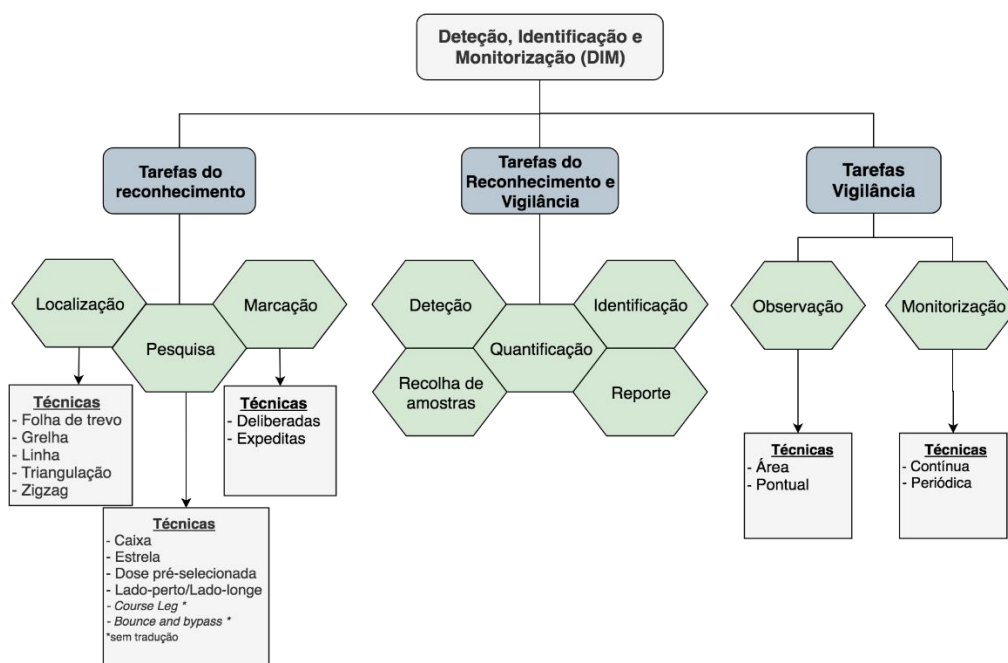 Deteção, Identificação e
Monitorização (DIM)
Tarefas do
reconhecimento
Tarefas do
Reconhecimento e
Vigilância
Tarefas
Vigilância
Localização
Pesquisa
Marcação
Técnicas
- Folha de trevo
- Grelha
- Linha
- Triangulação
- Zigzag
Técnicas
- Deliberadas
- Expeditas
Técnicas
- Caixa
- Estrela
- Dose pré-selecionada
- Lado-perto/Lado-longe
- Course Leg *
- Bounce and bypass *
*sem tradução
Deteção
Identificação
Quantificação
Recolha de
amostras
Reporte
Observação
Monitorização
Técnicas
- Área
- Pontual
Técnicas
- Contínua
- Periódica